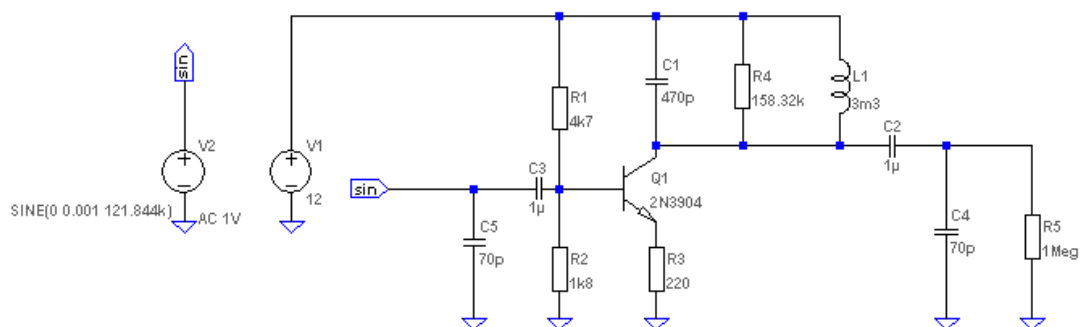 sin
V2
SINE(0 0.001 121.844k)
AC 1V
V1
12
sin
C5
70p
C3
1µ
R1
4k7
R2
1k8
C1
470p
Q1
2N3904
R3
220
R4
158.32k
L1
3m3
C2
1µ
C4
70p
R5
1Meg